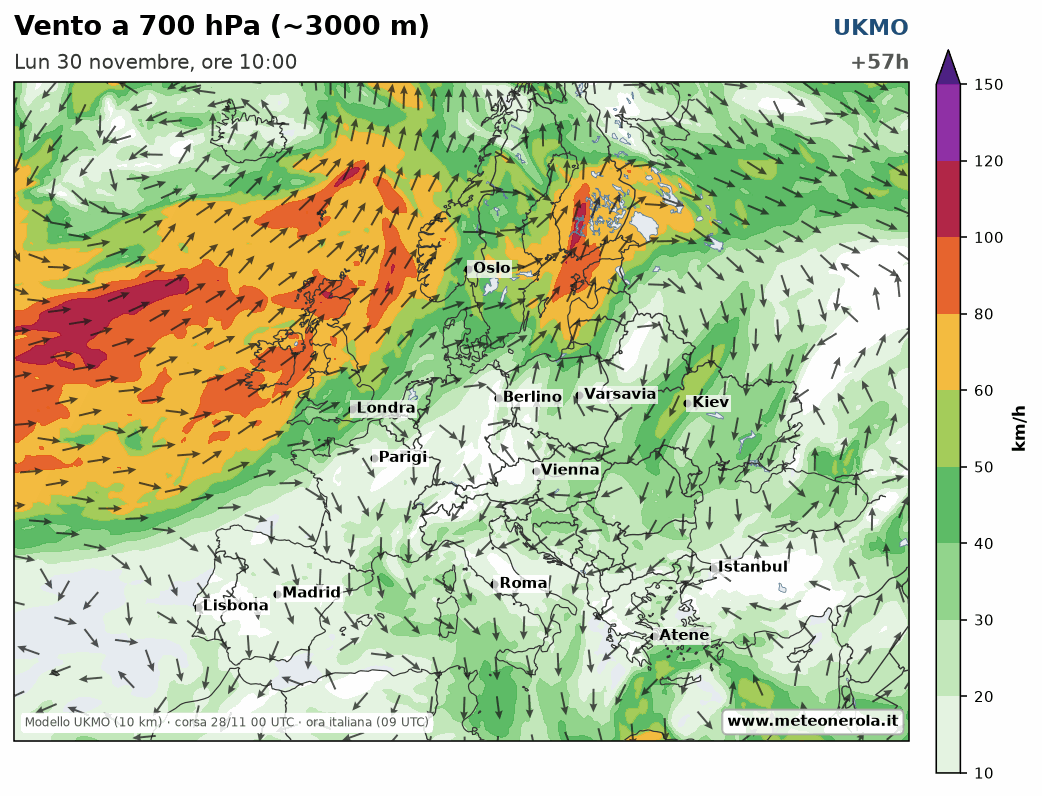 Vento a 700 hPa (~3000 m)
UKMO
Lun 30 novembre, ore 10:00
+57h
150
120
100
80
60
50
40
30
20
10
km/h
Oslo
Berlino
Varsavia
Kiev
Londra
Parigi
Vienna
Istanbul
Roma
Madrid
Lisbona
Atene
Modello UKMO (10 km) · corsa 28/11 00 UTC · ora italiana (09 UTC)
www.meteonerola.it